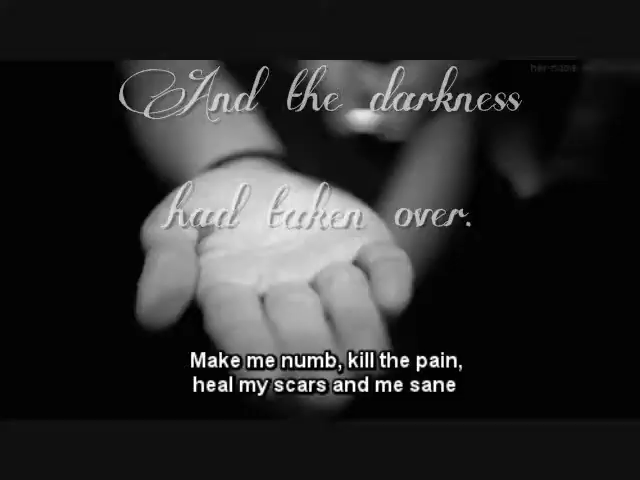 And the darkness
had taken over.
Make me numb, kill the pain,
heal my scars and me sane